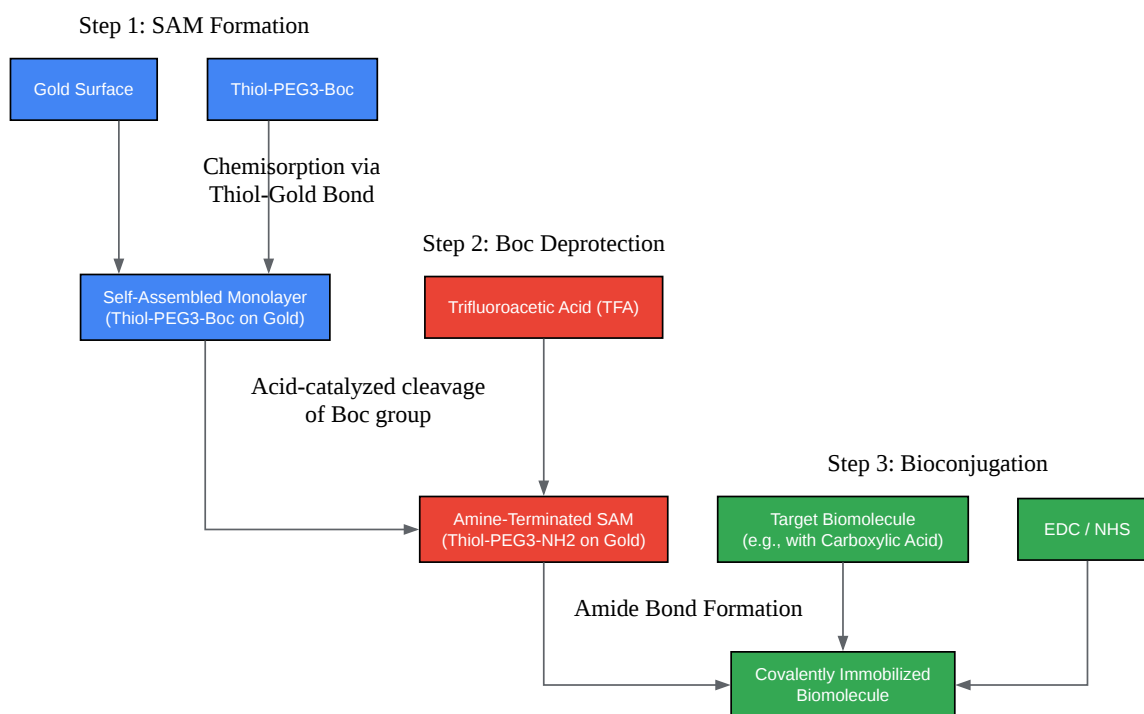 Step 1: SAM Formation
Gold Surface
Thiol-PEG3-Boc
Chemisorption via
Thiol-Gold Bond
Step 2: Boc Deprotection
Self-Assembled Monolayer
(Thiol-PEG3-Boc on Gold)
Trifluoroacetic Acid (TFA)
Acid-catalyzed cleavage
of Boc group
Step 3: Bioconjugation
Amine-Terminated SAM
(Thiol-PEG3-NH2 on Gold)
Target Biomolecule
(e.g., with Carboxylic Acid)
EDC / NHS
Amide Bond Formation
Covalently Immobilized
Biomolecule